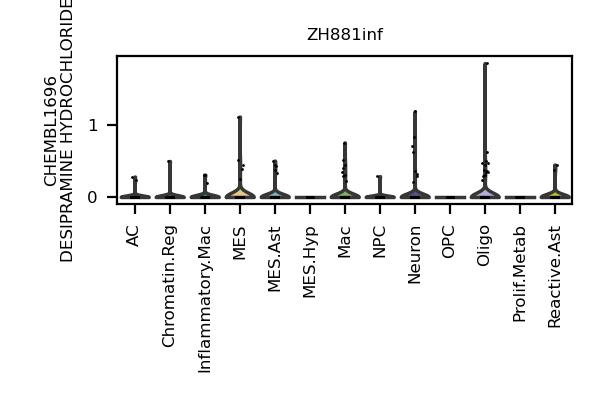 ZH881inf
CHEMBL1696
DESIPRAMINE HYDROCHLORIDE
1
0
AC
Chromatin.Reg
Inflammatory.Mac
MES
MES.Ast
MES.Hyp
Mac
NPC
Neuron
OPC
Oligo
Prolif.Metab
Reactive.Ast